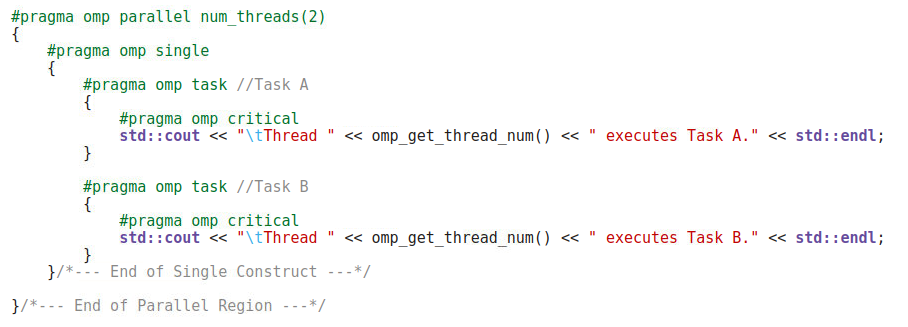 #pragma omp parallel num_threads(2)
{
    #pragma omp single
    {
        #pragma omp task //Task A
        {
            #pragma omp critical
            std::cout << "\tThread " << omp_get_thread_num() << " executes Task A." << std::endl;
        }

        #pragma omp task //Task B
        {
            #pragma omp critical
            std::cout << "\tThread " << omp_get_thread_num() << " executes Task B." << std::endl;
        }
    }/*--- End of Single Construct ---*/

}/*--- End of Parallel Region ---*/